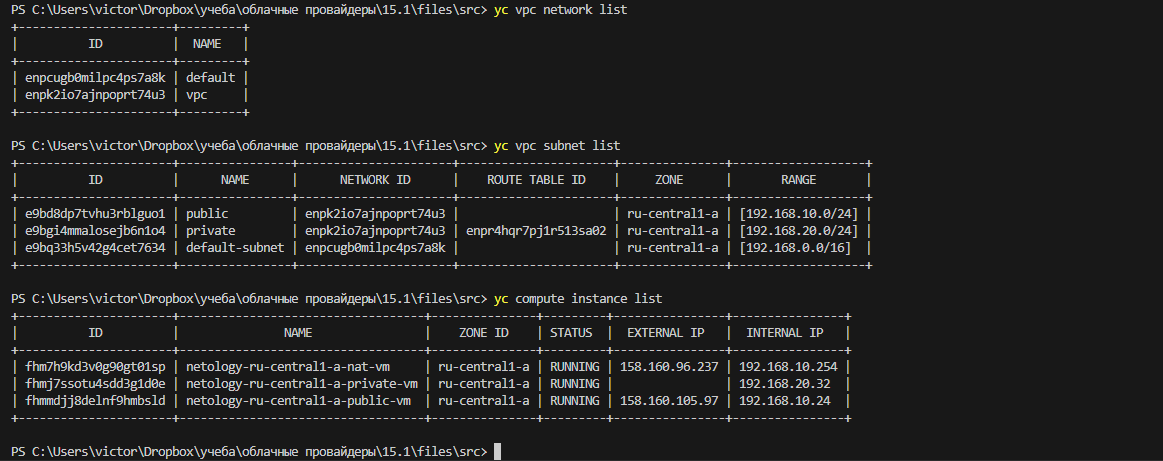 PS C:\Users\victor\Dropbox\учеба\облачные провайдеры\15.1\files\src> yc vpc network list
+----------------------+---------+
|          ID          |  NAME   |
+----------------------+---------+
| enpcugb0milpc4ps7a8k | default |
| enpk2io7ajnpoprt74u3 | vpc     |
+----------------------+---------+
PS C:\Users\victor\Dropbox\учеба\облачные провайдеры\15.1\files\src> yc vpc subnet list
+----------------------+----------------+----------------------+----------------------+---------------+-------------------+
|          ID          |      NAME      |      NETWORK ID      |    ROUTE TABLE ID    |     ZONE      |       RANGE       |
+----------------------+----------------+----------------------+----------------------+---------------+-------------------+
| e9bd8dp7tvhu3rblguo1 | public         | enpk2io7ajnpoprt74u3 |                      | ru-central1-a | [192.168.10.0/24] |
| e9bgi4mmalosejb6n1o4 | private        | enpk2io7ajnpoprt74u3 | enpr4hqr7pj1r513sa02 | ru-central1-a | [192.168.20.0/24] |
| e9bq33h5v42g4cet7634 | default-subnet | enpcugb0milpc4ps7a8k |                      | ru-central1-a | [192.168.0.0/16]  |
+----------------------+----------------+----------------------+----------------------+---------------+-------------------+
PS C:\Users\victor\Dropbox\учеба\облачные провайдеры\15.1\files\src> yc compute instance list
+----------------------+-----------------------------------+---------------+---------+----------------+----------------+
|          ID          |               NAME                |    ZONE ID    | STATUS  |  EXTERNAL IP   |  INTERNAL IP   |
+----------------------+-----------------------------------+---------------+---------+----------------+----------------+
| fhm7h9kd3v0g90gt01sp | netology-ru-central1-a-nat-vm     | ru-central1-a | RUNNING | 158.160.96.237 | 192.168.10.254 |
| fhmj7ssotu4sdd3g1d0e | netology-ru-central1-a-private-vm | ru-central1-a | RUNNING |                | 192.168.20.32  |
| fhmmdjj8delnf9hmbsld | netology-ru-central1-a-public-vm  | ru-central1-a | RUNNING | 158.160.105.97 | 192.168.10.24  |
+----------------------+-----------------------------------+---------------+---------+----------------+----------------+
PS C:\Users\victor\Dropbox\учеба\облачные провайдеры\15.1\files\src>